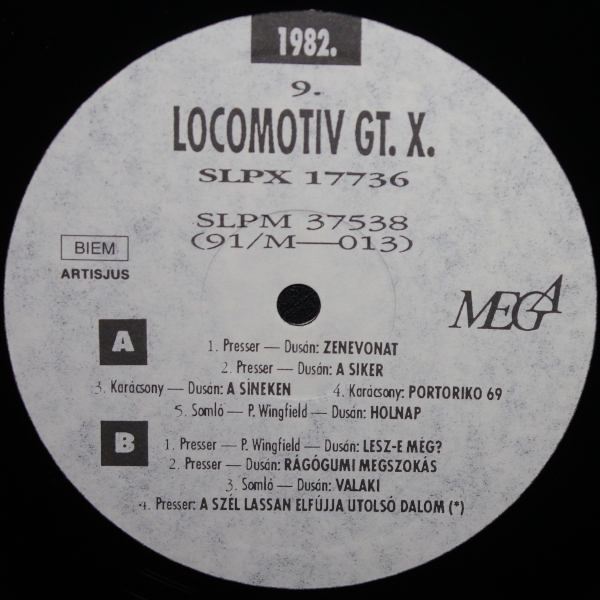 1982.
9.
LOCOMOTIV GT. X.
SLPX 17736
SLPM 37538
(91/M—013)
BIEM
ARTISJUS
MEGA
A
1. Presser — Dusán: ZENEVONAT
2. Presser — Dusán: A SIKER
3. Karácsony — Dusán: A SÍNEKEN 4. Karácsony: PORTORIKO 69
5. Somló — P. Wingfield — Dusán: HOLNAP
B
1. Presser — P. Wingfield — Dusán: LESZ-E MÉG?
2. Presser — Dusán: RÁGÓGUMI MEGSZOKÁS
3. Somló — Dusán: VALAKI
4. Presser: A SZÉL LASSAN ELFÚJJA UTOLSÓ DALOM (*)